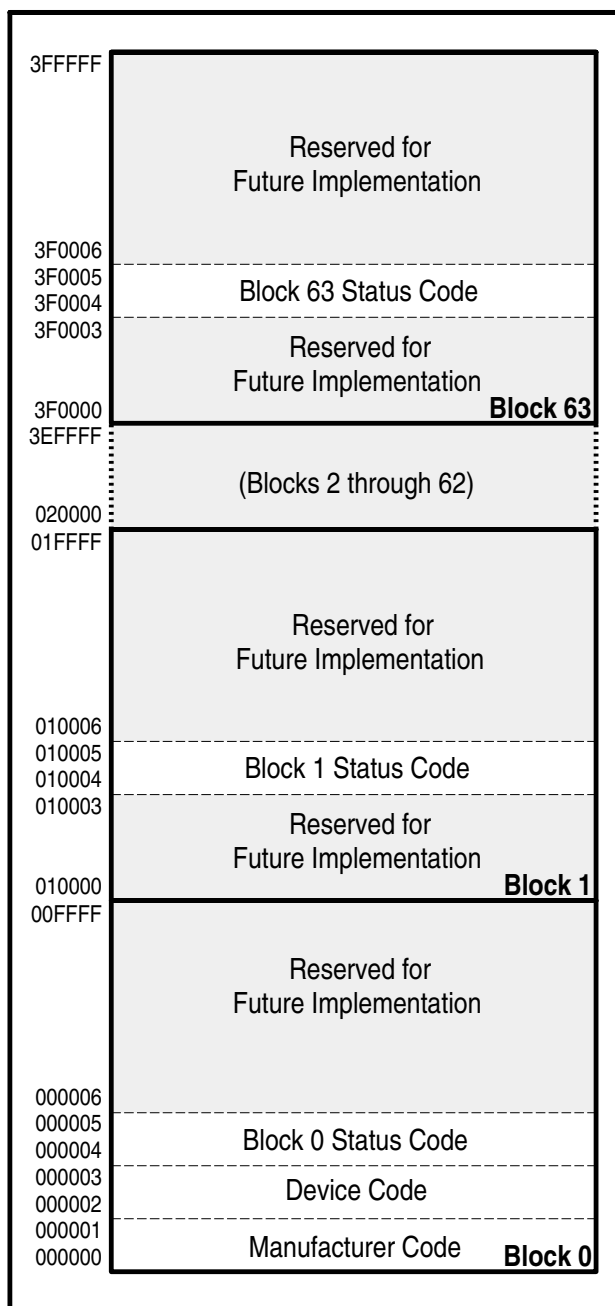 3FFFFF
Reserved for
Future Implementation
3F0006
3F0005
Block 63 Status Code
3F0004
3F0003
Reserved for
Future Implementation
3F0000
Block 63
3EFFFF
(Blocks 2 through 62)
020000
01FFFF
Reserved for
Future Implementation
010006
010005
Block 1 Status Code
010004
010003
Reserved for
Future Implementation
010000
Block 1
00FFFF
Reserved for
Future Implementation
000006
000005
Block 0 Status Code
000004
000003
Device Code
000002
000001
Manufacturer Code
000000
Block 0